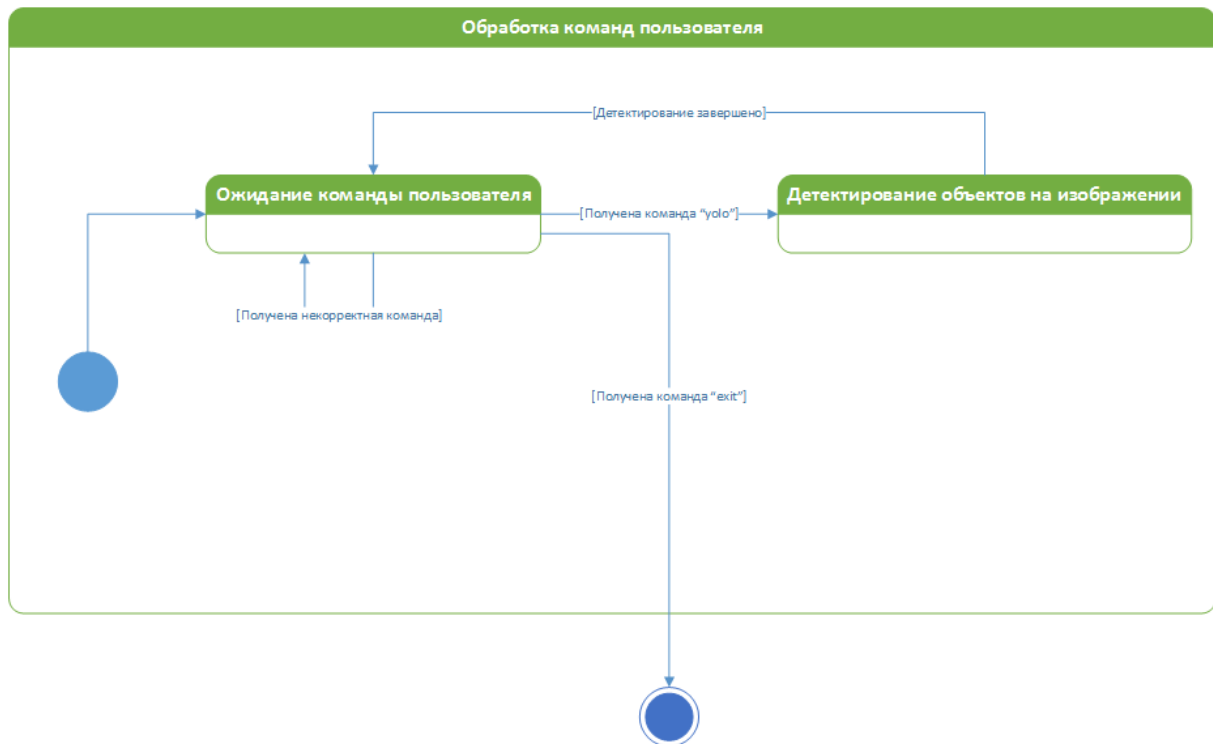 Обработка команд пользователя
[Детектирование завершено]
Ожидание команды пользователя
Детектирование объектов на изображении
[Получена команда “yolo”]
[Получена некорректная команда]
[Получена команда “exit”]